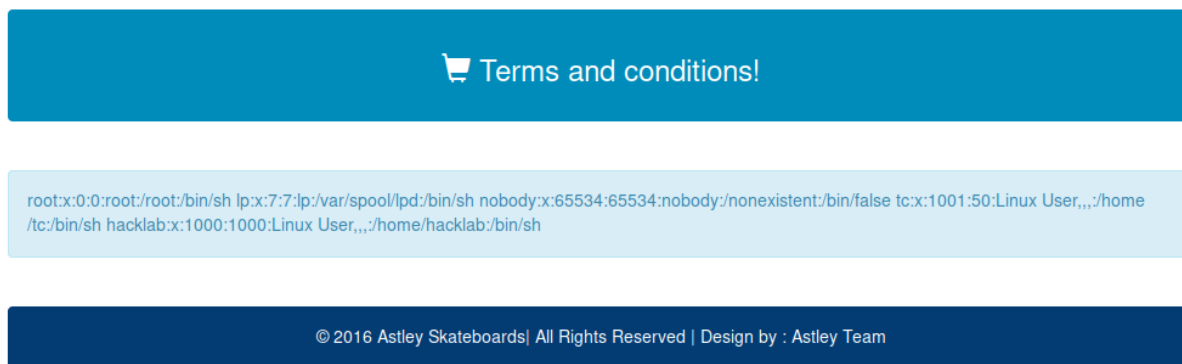 Terms and conditions!
root:x:0:0:root:/root:/bin/sh lp:x:7:7:lp:/var/spool/lpd:/bin/sh nobody:x:65534:65534:nobody:/nonexistent:/bin/false tc:x:1001:50:Linux User,,,:/home
/tc:/bin/sh hacklab:x:1000:1000:Linux User,,,:/home/hacklab:/bin/sh
© 2016 Astley Skateboards| All Rights Reserved | Design by : Astley Team